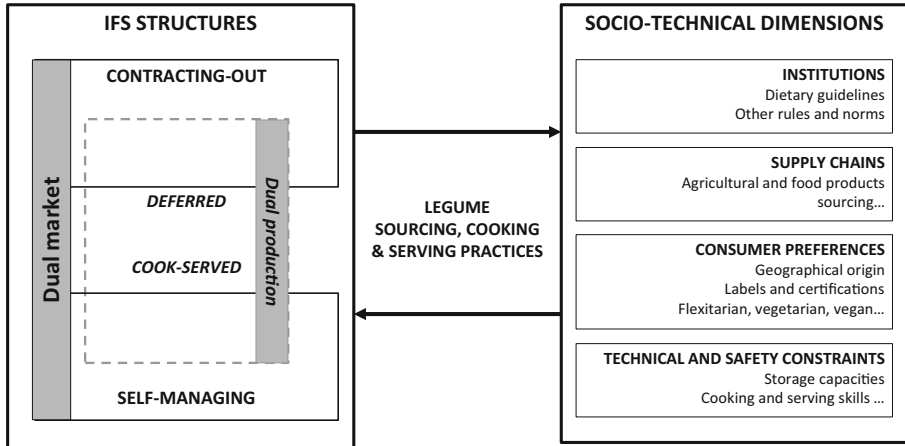 IFS STRUCTURES
CONTRACTING-OUT
Dual market
DEFERRED
COOK-SERVED
Dual production
SELF-MANAGING
LEGUME
SOURCING, COOKING
& SERVING PRACTICES
SOCIO-TECHNICAL DIMENSIONS
INSTITUTIONS
Dietary guidelines
Other rules and norms
SUPPLY CHAINS
Agricultural and food products
sourcing…
CONSUMER PREFERENCES
Geographical origin
Labels and certifications
Flexitarian, vegetarian, vegan…
TECHNICAL AND SAFETY CONSTRAINTS
Storage capacities
Cooking and serving skills …